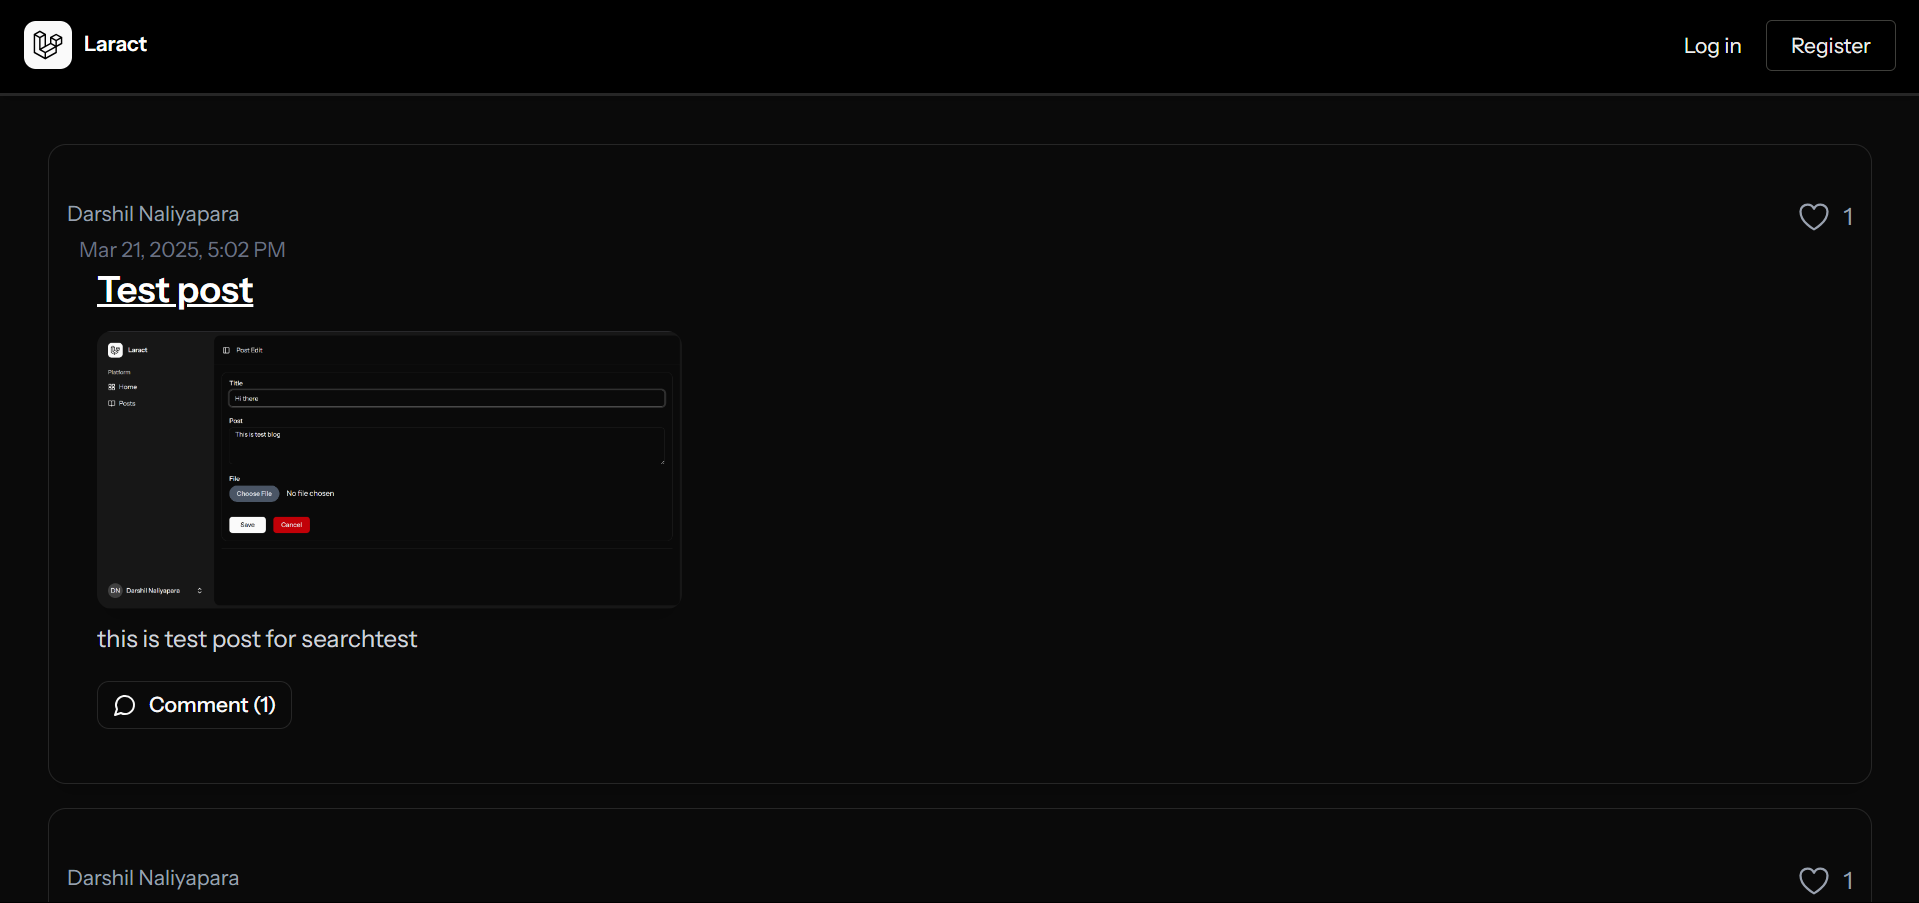 Laract
Log in
Register
Darshil Naliyapara
1
Mar 21, 2025, 5:02 PM
Test post
Laract
Post Edit
Platform
Home
Posts
Title
Hi there
Post
This is test blog
File
Choose File No file chosen
Save
Cancel
DN Darshil Naliyapara
this is test post for searchtest
Comment (1)
Darshil Naliyapara
1